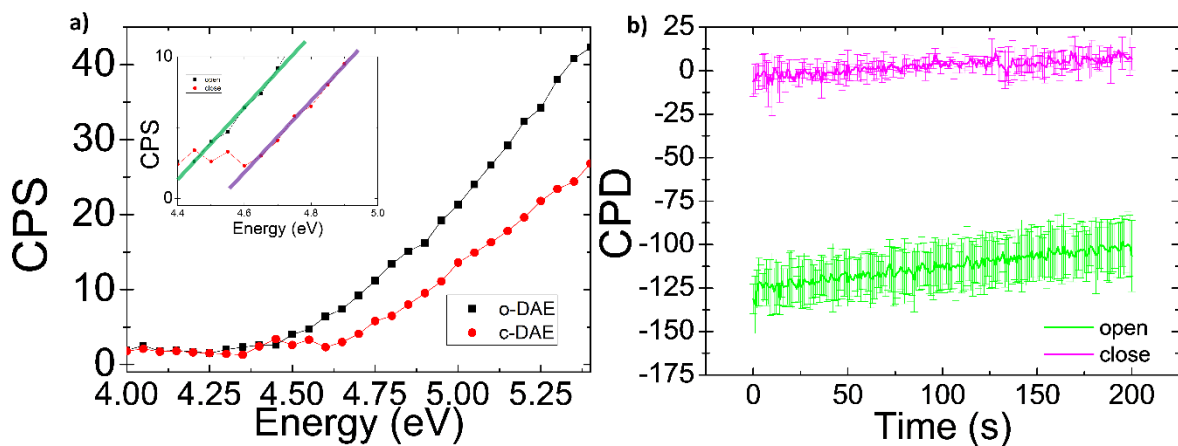 a)
CPS
40
30
20
10
0
4.00 4.25 4.50 4.75 5.00 5.25
Energy (eV)
o-DAE
c-DAE
10
CPS
0
open
close
4.4 4.6 4.8 5.0
Energy (eV)
b)
CPD
25
0
-25
-50
-75
-100
-125
-150
-175
0 50 100 150 200
Time (s)
open
close